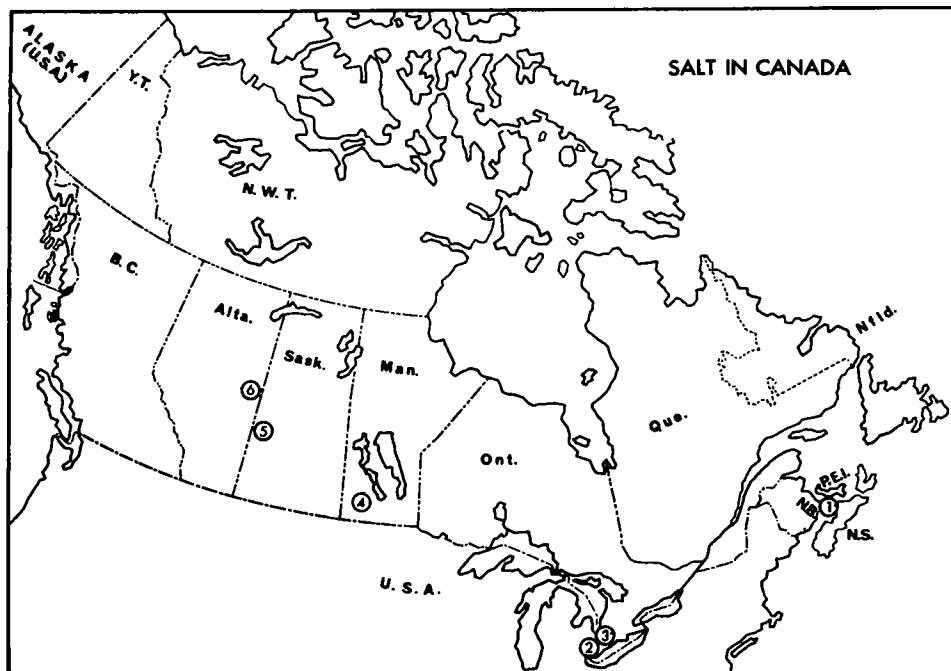 SALT IN CANADA
ALASKA
(U.S.A)
Y.T.
N.W.T.
B.C.
Alta.
Sask.
Man.
Nfld.
Que.
Ont.
P.E.I.
N.B.
N.S.
U.S.A.
6
5
4
1
3
2